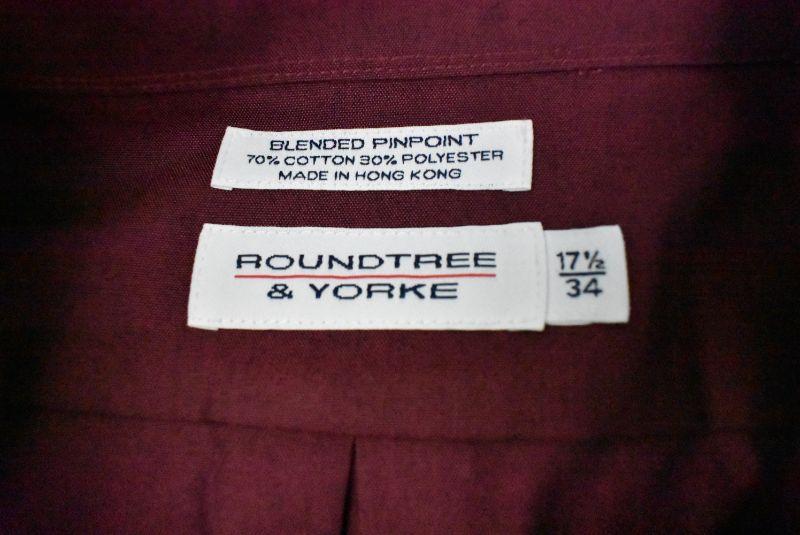 BLENDED PINPOINT
70% COTTON 30% POLYESTER
MADE IN HONG KONG
ROUNDTREE
& YORKE
17½
34